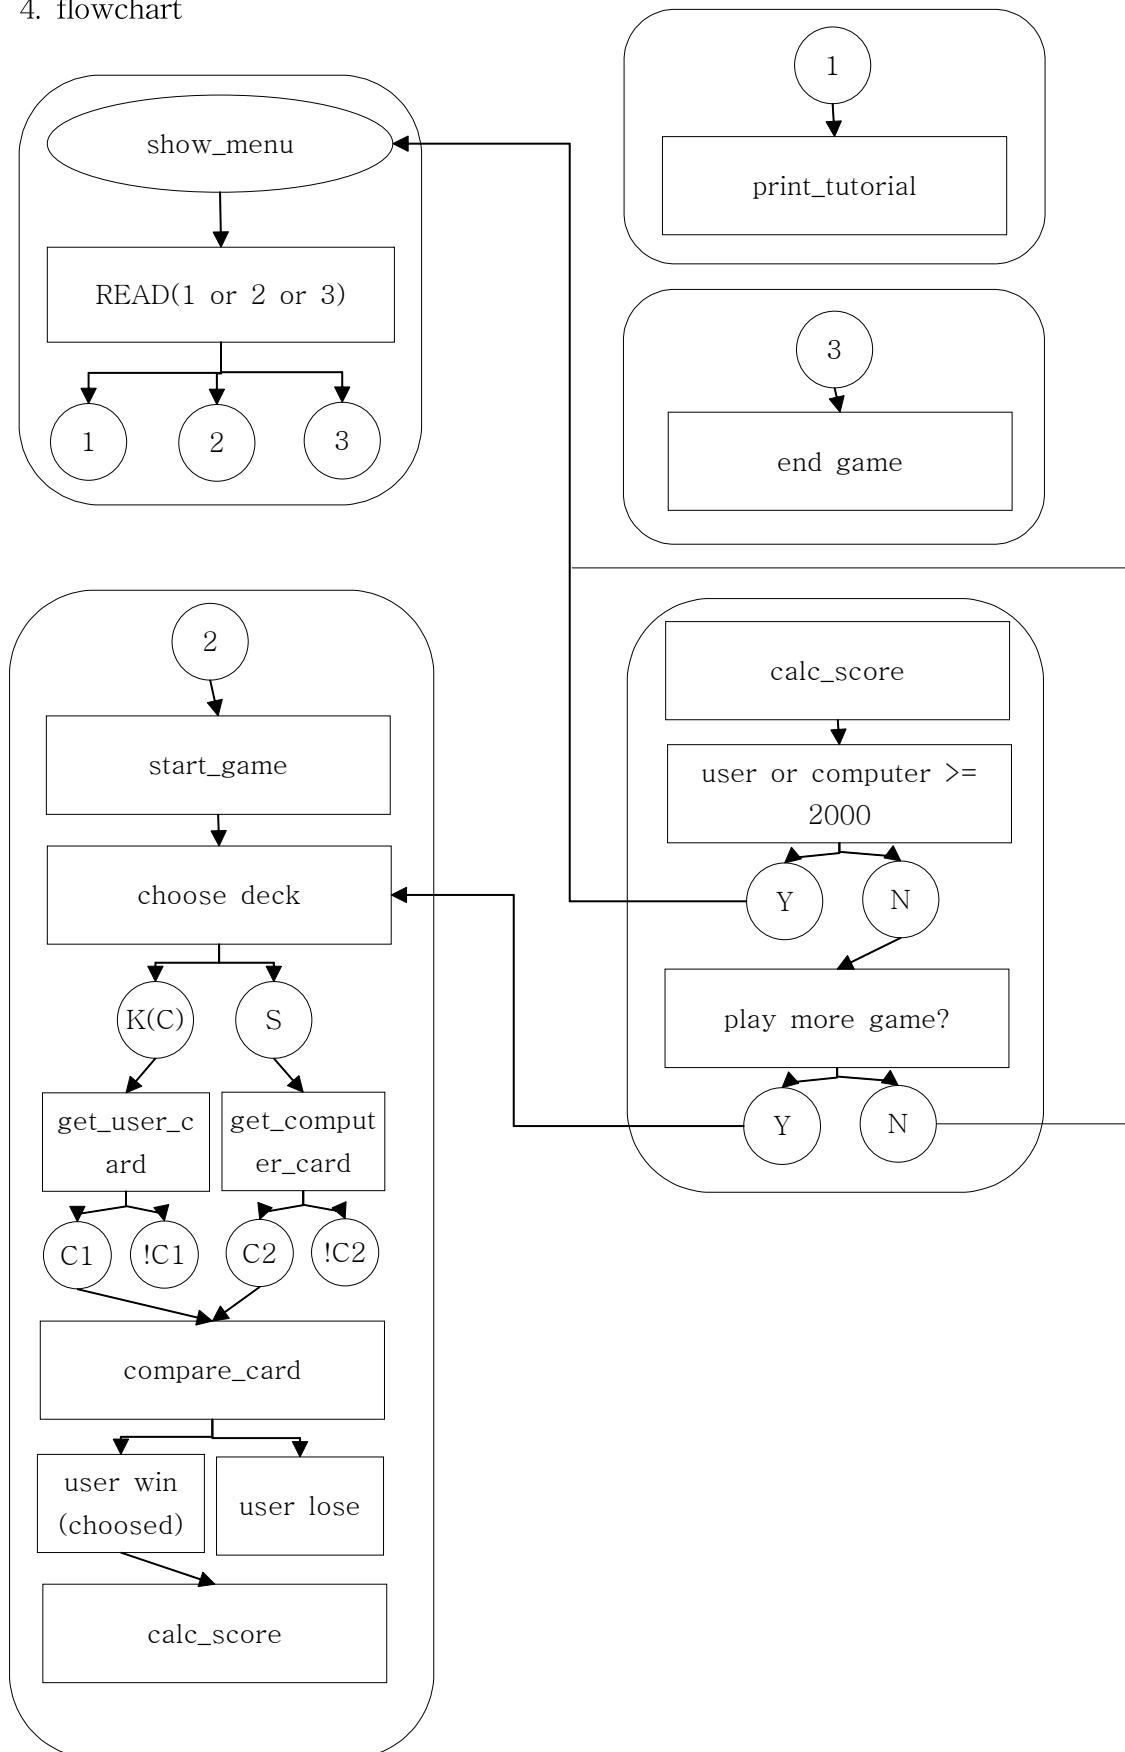 4. flowchart
show_menu
READ(1 or 2 or 3)
1
2
3
1
print_tutorial
3
end game
2
start_game
choose deck
K(C)
S
get_user_c
ard
get_comput
er_card
C1
!C1
C2
!C2
compare_card
user win
(choosed)
user lose
calc_score
calc_score
user or computer >=
2000
Y
N
play more game?
Y
N